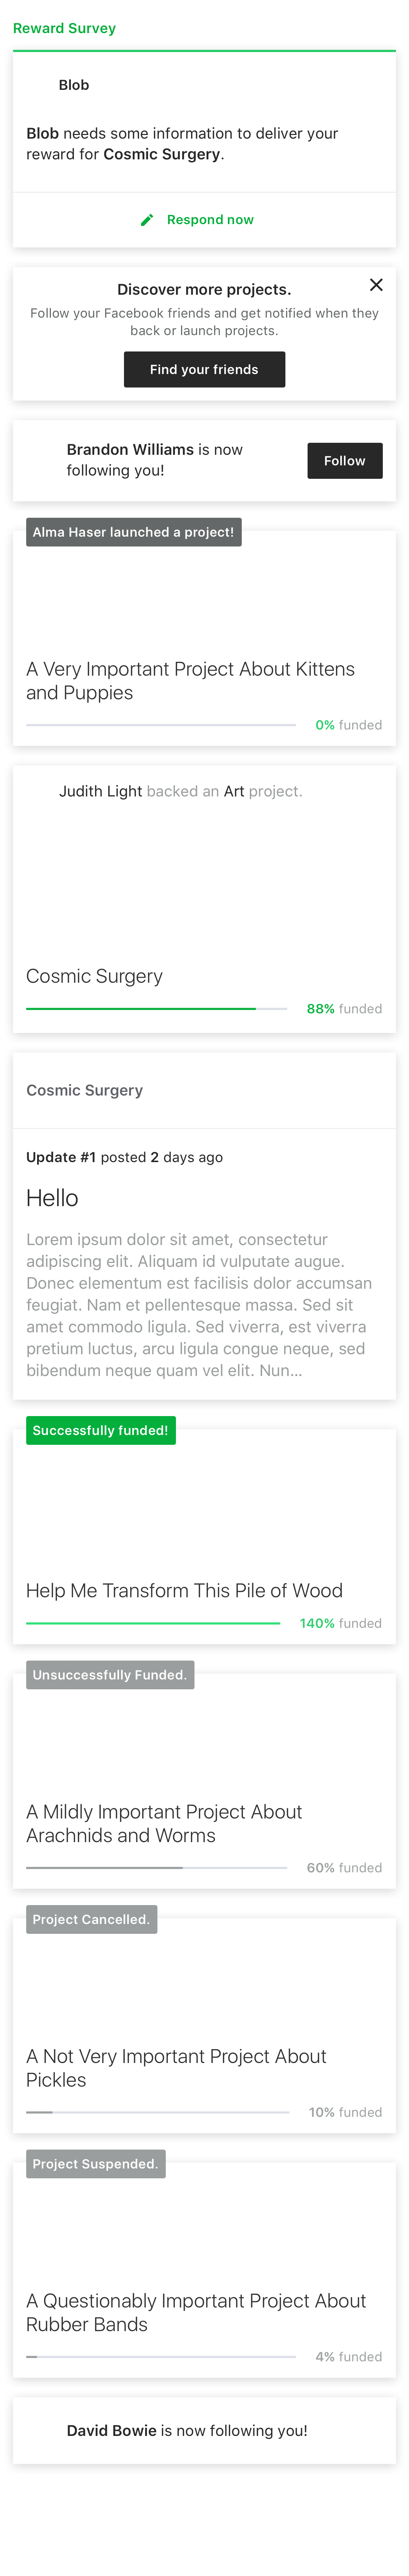 Reward Survey
Blob
Blob needs some information to deliver your
reward for Cosmic Surgery.
Respond now
Discover more projects.
Follow your Facebook friends and get notified when they
back or launch projects.
Find your friends
Brandon Williams is now
following you!
Follow
Alma Haser launched a project!
A Very Important Project About Kittens
and Puppies
0% funded
Judith Light backed an Art project.
Cosmic Surgery
88% funded
Cosmic Surgery
Update #1 posted 2 days ago
Hello
Lorem ipsum dolor sit amet, consectetur
adipiscing elit. Aliquam id vulputate augue.
Donec elementum est facilisis dolor accumsan
feugiat. Nam et pellentesque massa. Sed sit
amet commodo ligula. Sed viverra, est viverra
pretium luctus, arcu ligula congue neque, sed
bibendum neque quam vel elit. Nun...
Successfully funded!
Help Me Transform This Pile of Wood
140% funded
Unsuccessfully Funded.
A Mildly Important Project About
Arachnids and Worms
60% funded
Project Cancelled.
A Not Very Important Project About
Pickles
10% funded
Project Suspended.
A Questionably Important Project About
Rubber Bands
4% funded
David Bowie is now following you!